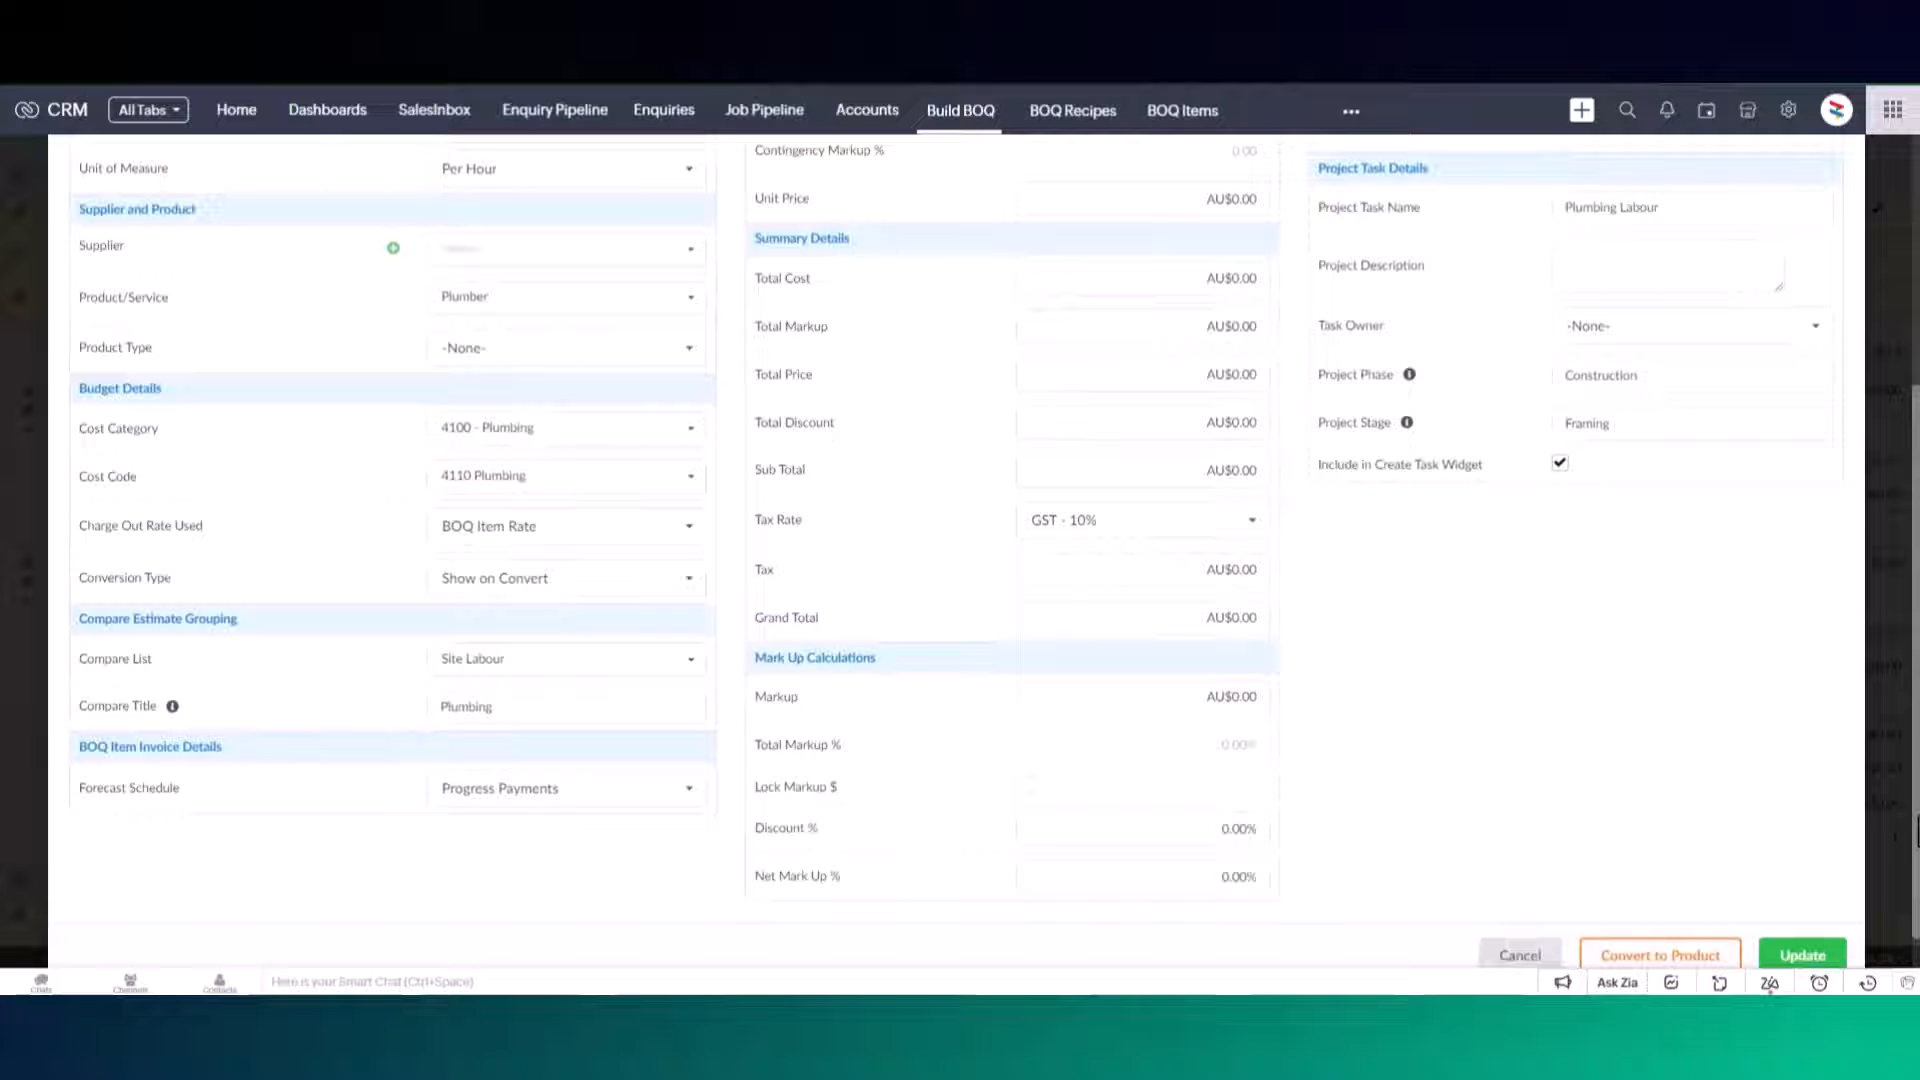 CRM All Tabs Home Dashboards SalesInbox Enquiry Pipeline Enquiries Job Pipeline Accounts Build BOQ BOQ Recipes BOQ Items •••
Unit of Measure Per Hour
Supplier and Product
Supplier
Product/Service Plumber
Product Type -None-
Budget Details
Cost Category 4100 - Plumbing
Cost Code 4110 Plumbing
Charge Out Rate Used BOQ Item Rate
Conversion Type Show on Convert
Compare Estimate Grouping
Compare List Site Labour
Compare Title Plumbing
BOQ Item Invoice Details
Forecast Schedule Progress Payments
Contingency Markup % 0.00
Unit Price AU$0.00
Summary Details
Total Cost AU$0.00
Total Markup AU$0.00
Total Price AU$0.00
Total Discount AU$0.00
Sub Total AU$0.00
Tax Rate GST - 10%
Tax AU$0.00
Grand Total AU$0.00
Mark Up Calculations
Markup AU$0.00
Total Markup % 0.00%
Lock Markup $
Discount % 0.00%
Net Mark Up % 0.00%
Project Task Details
Project Task Name Plumbing Labour
Project Description
Task Owner -None-
Project Phase Construction
Project Stage Framing
Include in Create Task Widget
Cancel Convert to Product Update
Chats Channels Contacts Here is your Smart Chat (Ctrl+Space) Ask Zia